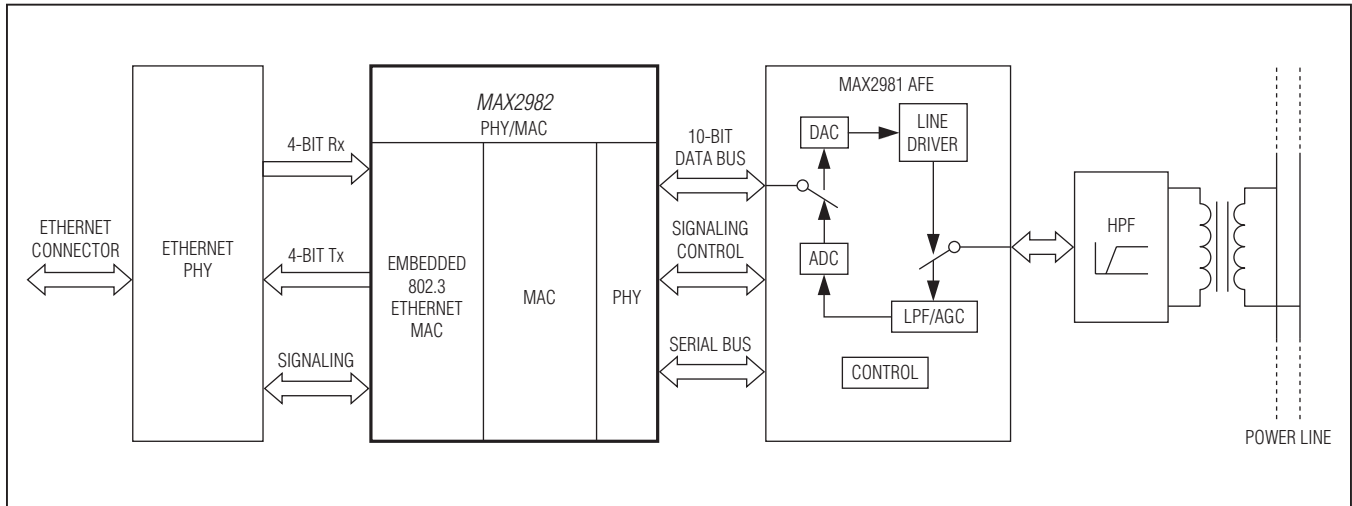 ETHERNET
CONNECTOR
ETHERNET
PHY
4-BIT Rx
4-BIT Tx
SIGNALING
MAX2982
PHY/MAC
EMBEDDED
802.3
ETHERNET
MAC
MAC
PHY
10-BIT
DATA BUS
SIGNALING
CONTROL
SERIAL BUS
MAX2981 AFE
DAC
LINE
DRIVER
ADC
LPF/AGC
CONTROL
HPF
POWER LINE